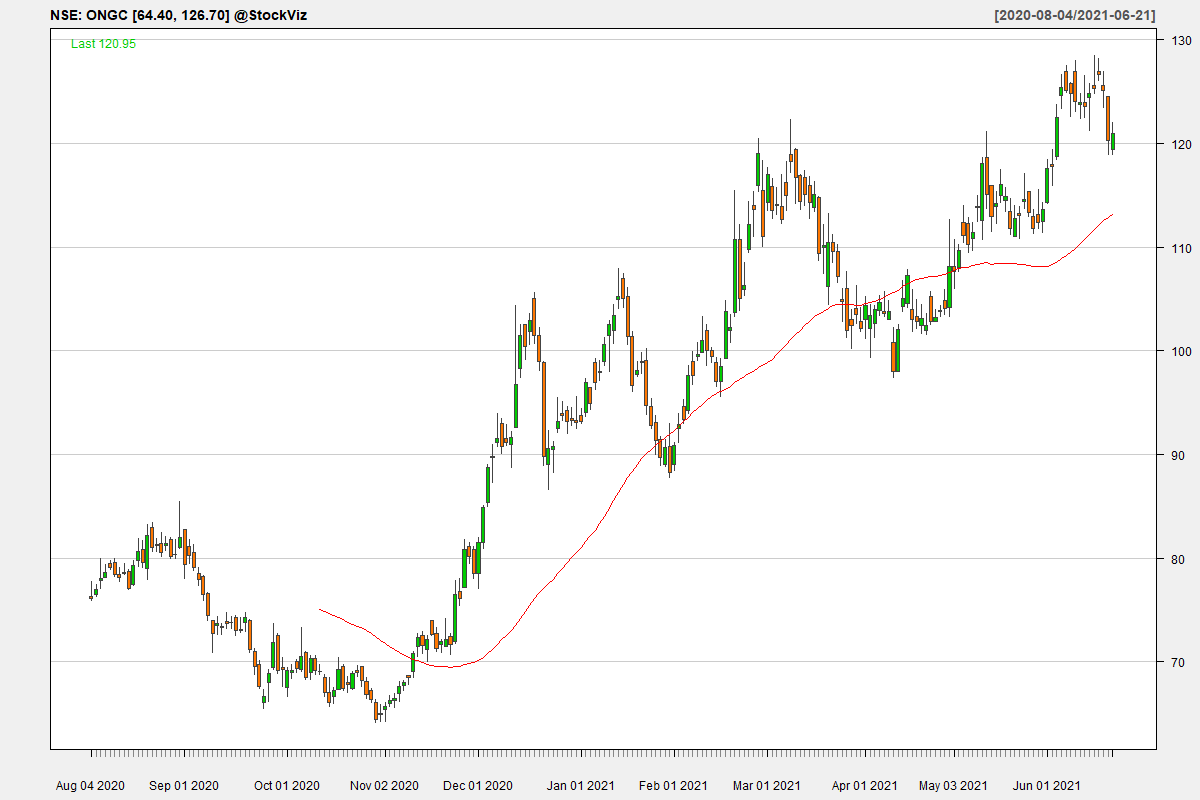 NSE: ONGC [64.40, 126.70] @StockViz [2020-08-04/2021-06-21]
Last 120.95
130
120
110
100
90
80
70
Aug 04 2020 Sep 01 2020 Oct 01 2020 Nov 02 2020 Dec 01 2020 Jan 01 2021 Feb 01 2021 Mar 01 2021 Apr 01 2021 May 03 2021 Jun 01 2021